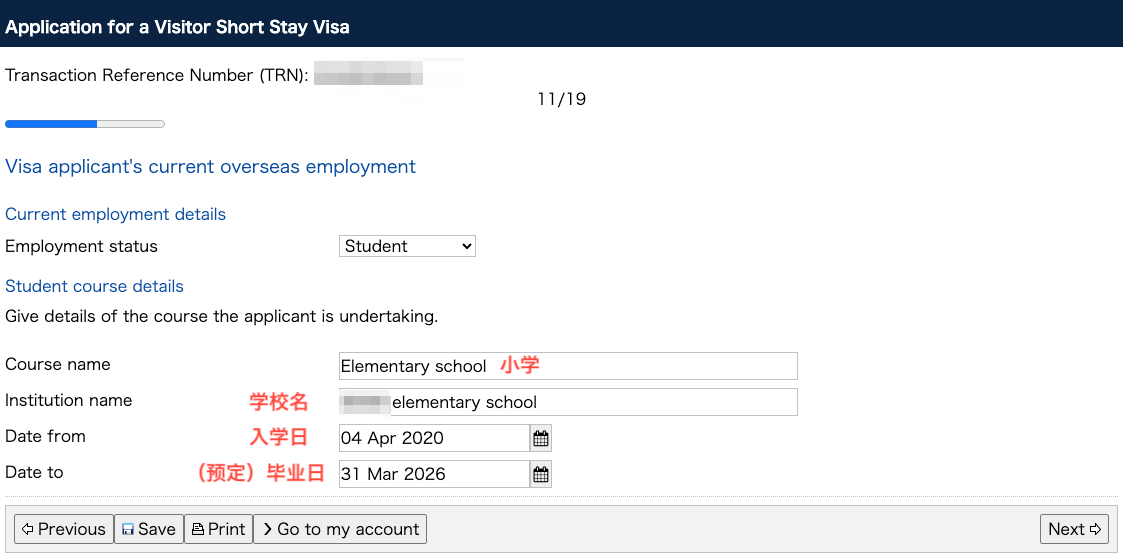 Application for a Visitor Short Stay Visa
Transaction Reference Number (TRN):
11/19
Visa applicant's current overseas employment
Current employment details
Employment status Student
Student course details
Give details of the course the applicant is undertaking.
Course name Elementary school 小学
Institution name 学校名 elementary school
Date from 入学日 04 Apr 2020
Date to （预定）毕业日 31 Mar 2026
Previous Save Print Go to my account Next